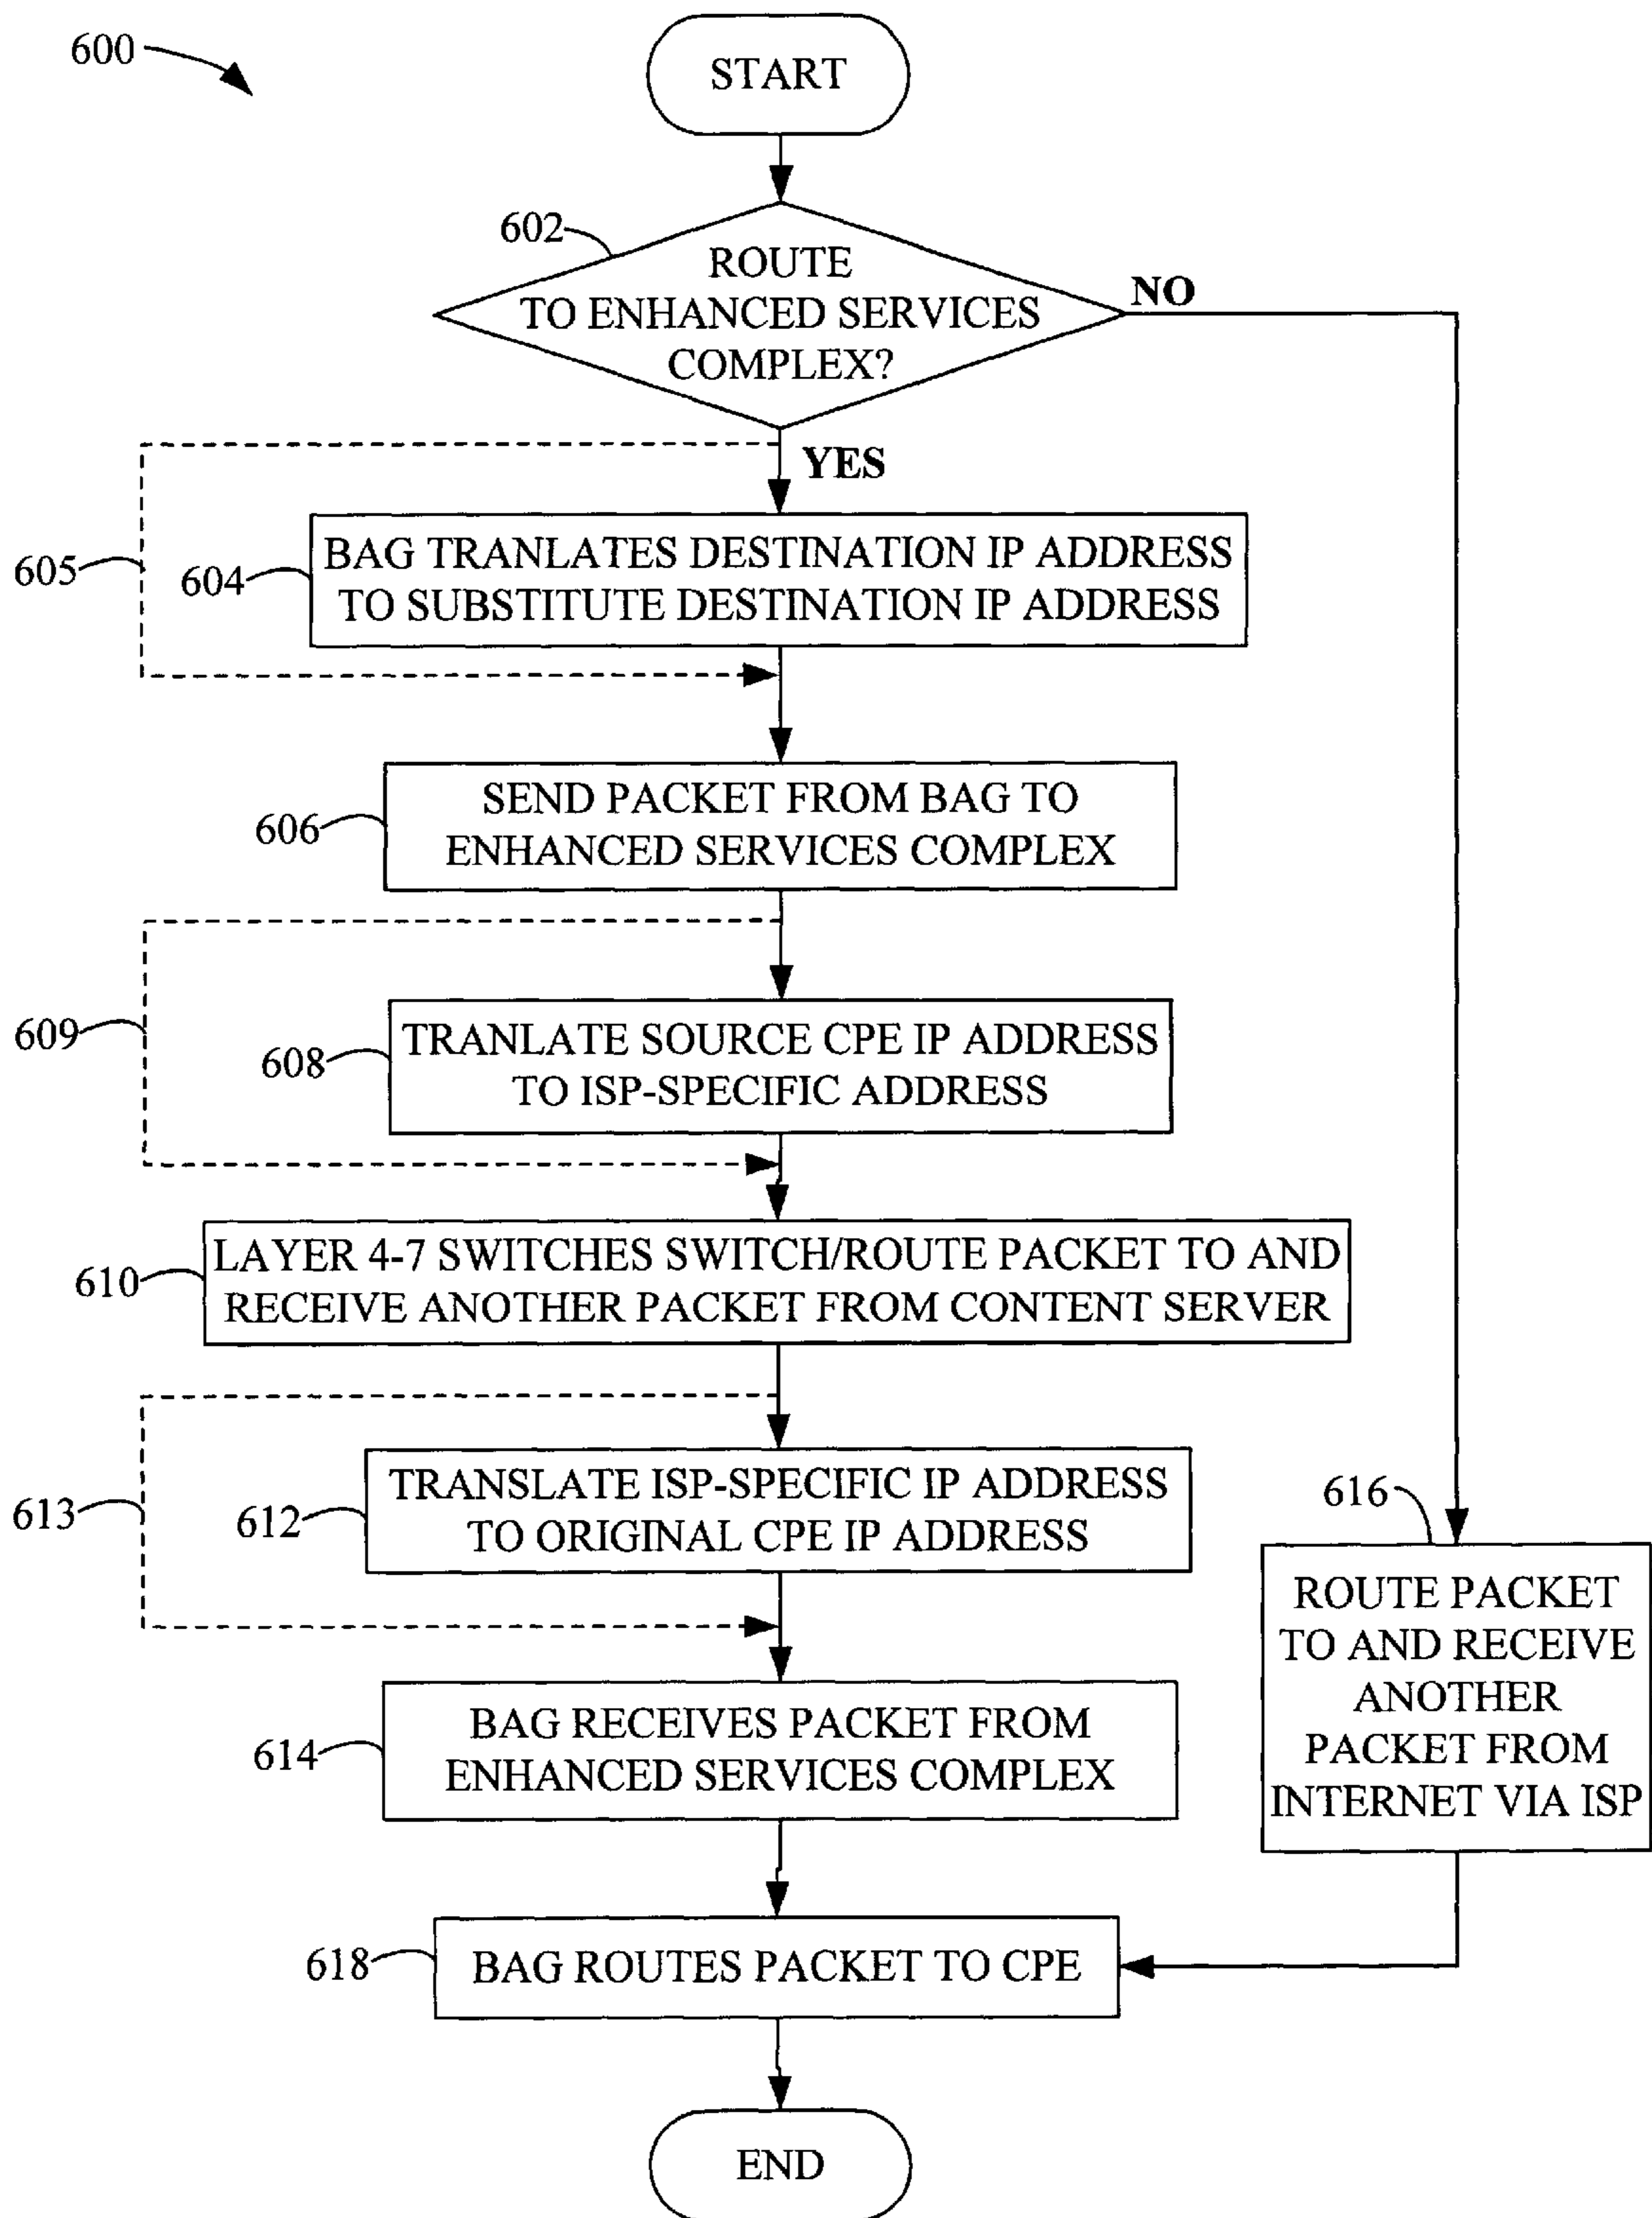 600
START
602
ROUTE
TO ENHANCED SERVICES
COMPLEX?
NO
YES
605
604
BAG TRANLATES DESTINATION IP ADDRESS
TO SUBSTITUTE DESTINATION IP ADDRESS
606
SEND PACKET FROM BAG TO
ENHANCED SERVICES COMPLEX
609
608
TRANLATE SOURCE CPE IP ADDRESS
TO ISP-SPECIFIC ADDRESS
610
LAYER 4-7 SWITCHES SWITCH/ROUTE PACKET TO AND
RECEIVE ANOTHER PACKET FROM CONTENT SERVER
613
612
TRANSLATE ISP-SPECIFIC IP ADDRESS
TO ORIGINAL CPE IP ADDRESS
616
ROUTE PACKET
TO AND RECEIVE
ANOTHER
PACKET FROM
INTERNET VIA ISP
614
BAG RECEIVES PACKET FROM
ENHANCED SERVICES COMPLEX
618
BAG ROUTES PACKET TO CPE
END